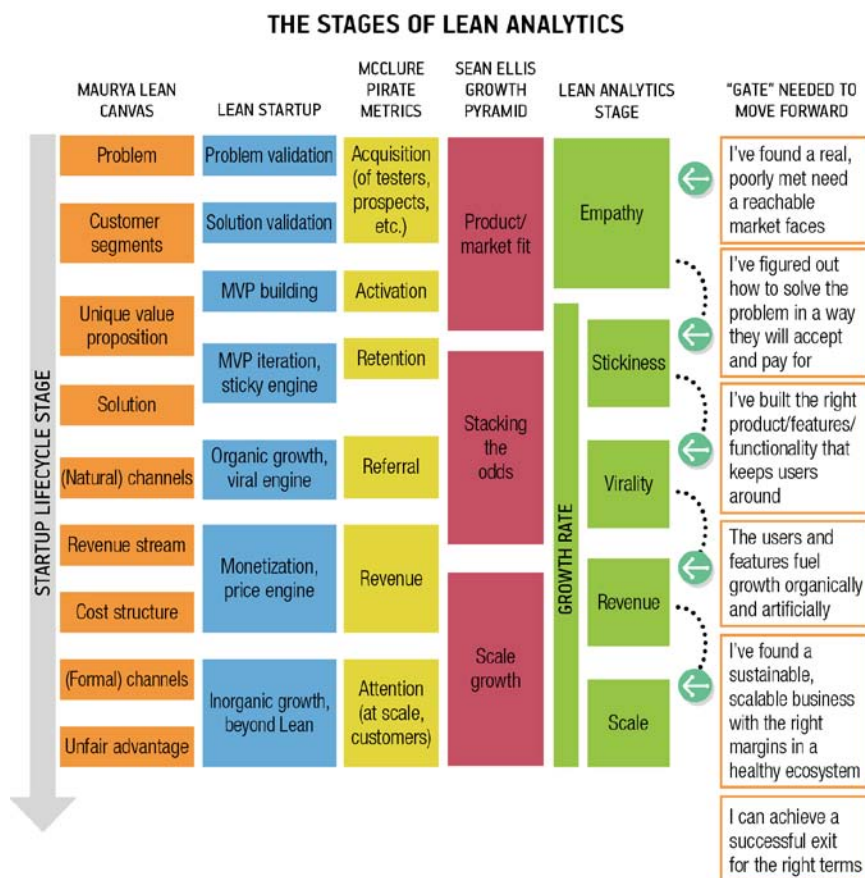 THE STAGES OF LEAN ANALYTICS
MAURYA LEAN
CANVAS
LEAN STARTUP
MCCLURE
PIRATE
METRICS
SEAN ELLIS
GROWTH
PYRAMID
LEAN ANALYTICS
STAGE
"GATE" NEEDED TO
MOVE FORWARD
STARTUP LIFECYCLE STAGE
Problem
Customer
segments
Unique value
proposition
Solution
(Natural) channels
Revenue stream
Cost structure
(Formal) channels
Unfair advantage
Problem validation
Solution validation
MVP building
MVP iteration,
sticky engine
Organic growth,
viral engine
Monetization,
price engine
Inorganic growth,
beyond Lean
Acquisition
(of testers,
prospects,
etc.)
Activation
Retention
Referral
Revenue
Attention
(at scale,
customers)
Product/
market fit
Stacking
the
odds
Scale
growth
GROWTH RATE
Empathy
Stickiness
Virality
Revenue
Scale
I've found a real,
poorly met need
a reachable
market faces
I've figured out
how to solve the
problem in a way
they will accept
and pay for
I've built the right
product/features/
functionality that
keeps users
around
The users and
features fuel
growth organically
and artificially
I've found a
sustainable,
scalable business
with the right
margins in a
healthy ecosystem
I can achieve a
successful exit
for the right terms